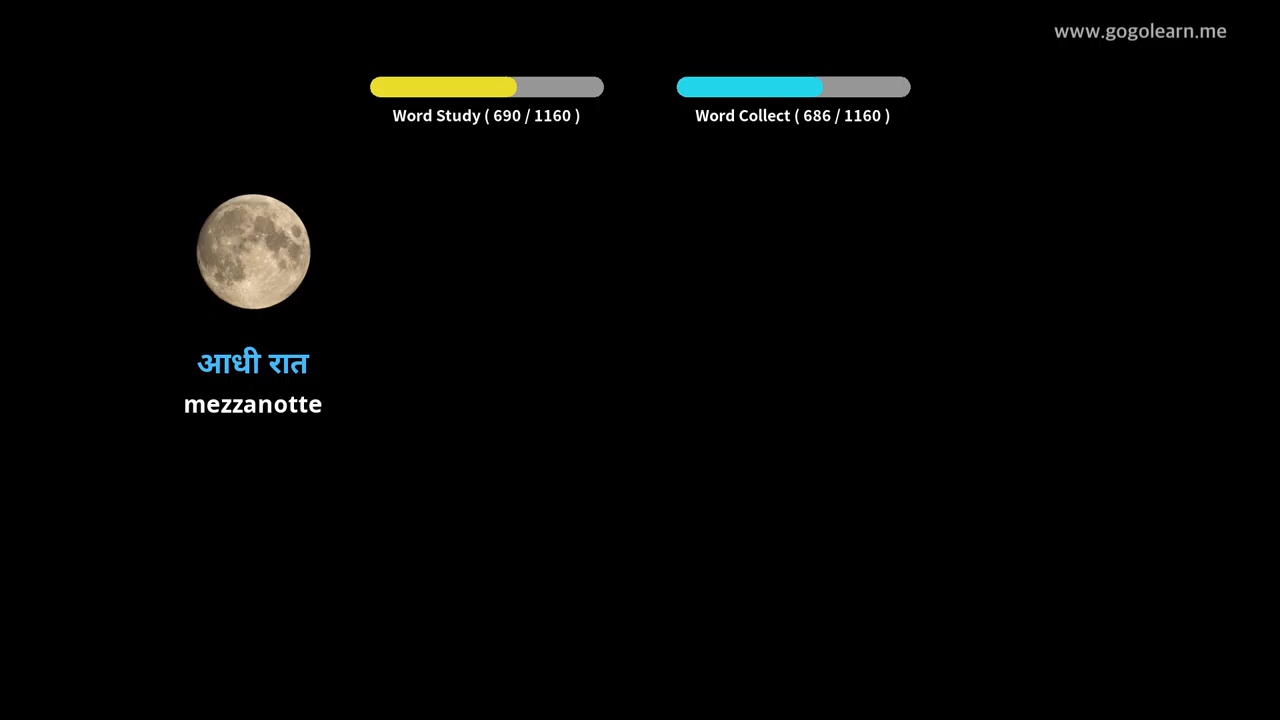 www.gogolearn.me
Word Study ( 690 / 1160 )
Word Collect ( 686 / 1160 )
आधी रात
mezzanotte